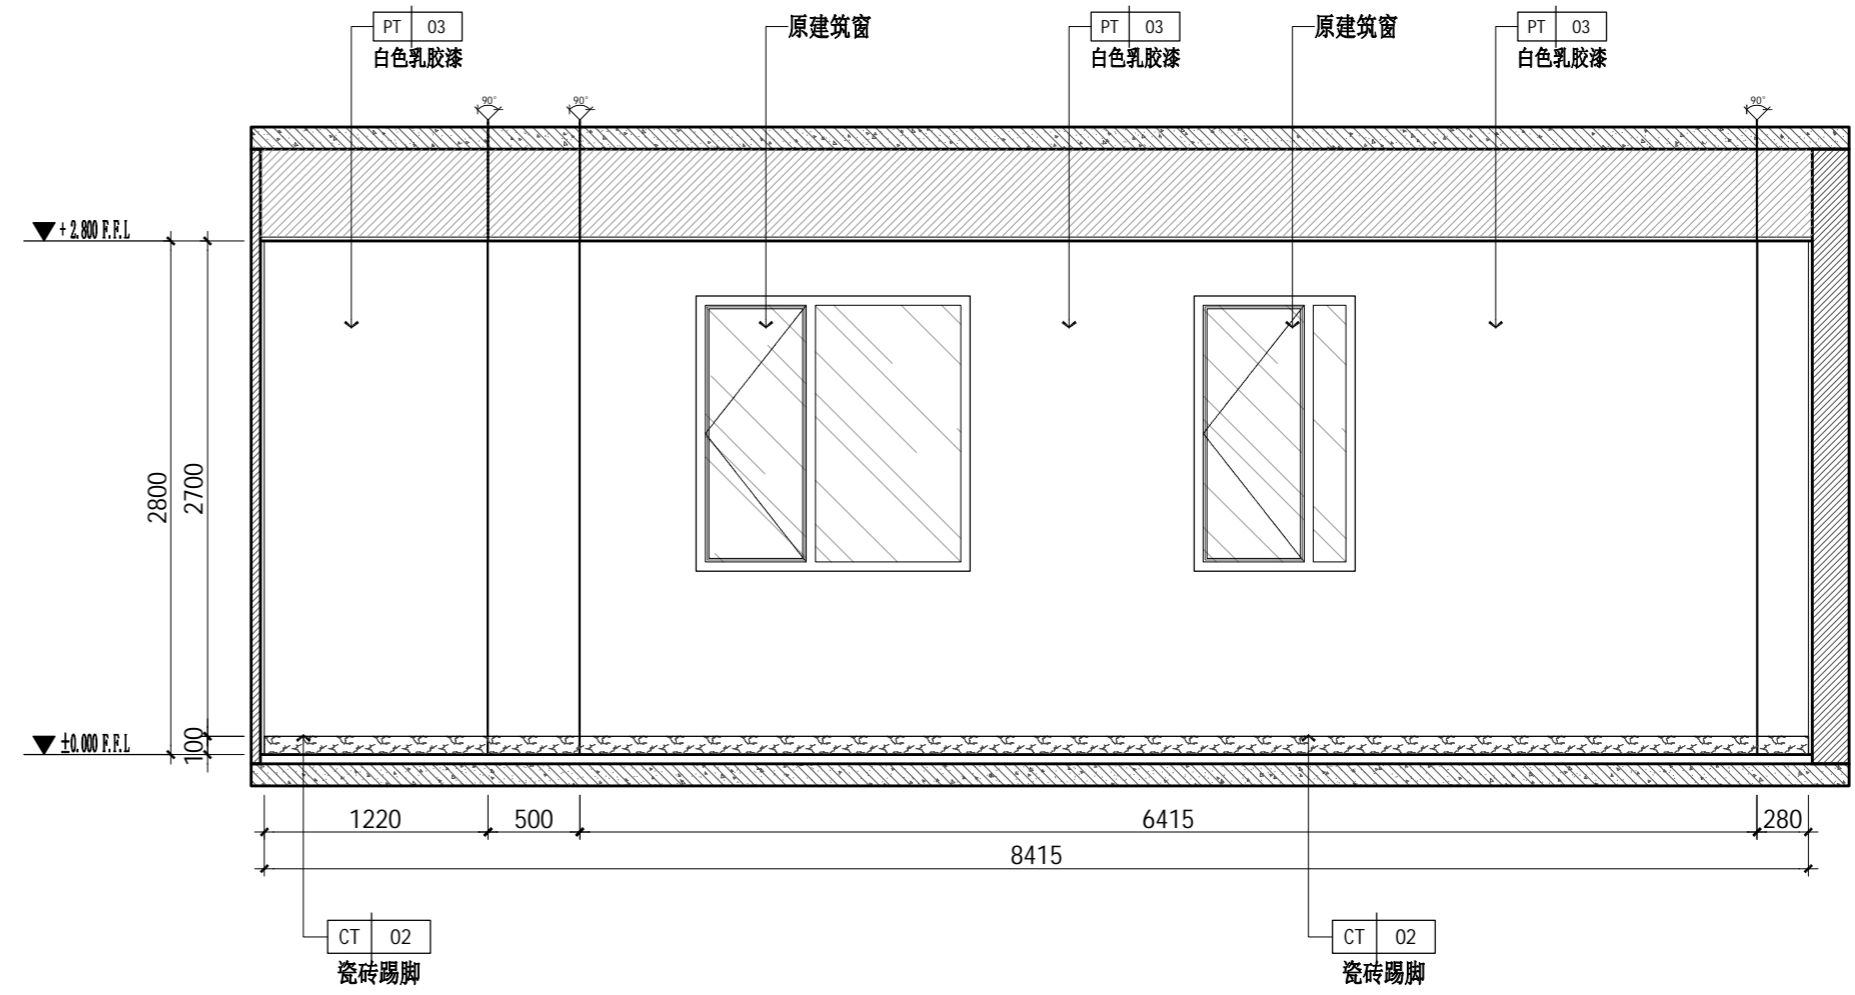 PT 03
白色乳胶漆
原建筑窗
PT 03
白色乳胶漆
原建筑窗
PT 03
白色乳胶漆
90°
90°
90°
+2.800 F.F.L
2800
2700
100
±0.000 F.F.L
1220
500
6415
280
8415
CT 02
瓷砖踢脚
CT 02
瓷砖踢脚